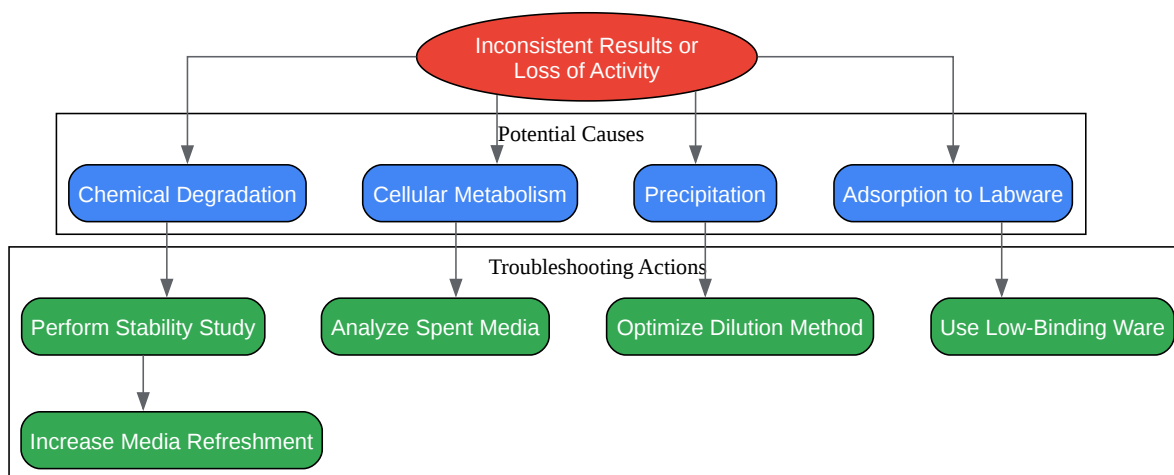 Inconsistent Results or
Loss of Activity
Potential Causes
Chemical Degradation
Cellular Metabolism
Precipitation
Adsorption to Labware
Troubleshooting Actions
Perform Stability Study
Analyze Spent Media
Optimize Dilution Method
Use Low-Binding Ware
Increase Media Refreshment